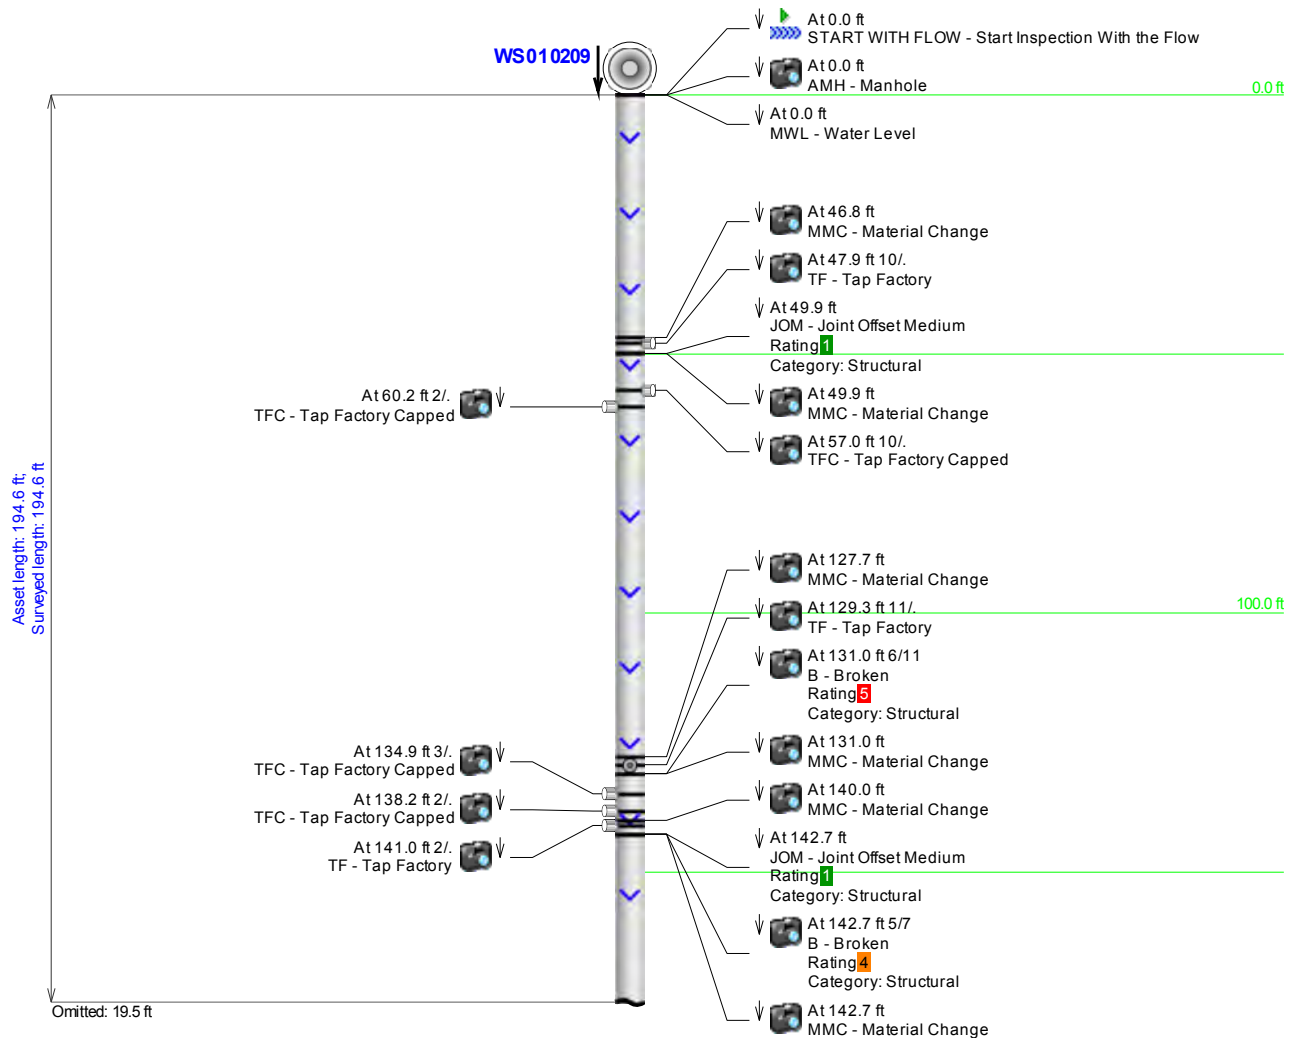 WS010209
At 0.0 ft
START WITH FLOW - Start Inspection With the Flow
At 0.0 ft
AMH - Manhole
0.0 ft
At 0.0 ft
MWL - Water Level
At 46.8 ft
MMC - Material Change
At 47.9 ft 10/.
TF - Tap Factory
At 49.9 ft
JOM - Joint Offset Medium
Rating 1
Category: Structural
At 60.2 ft 2/.
TFC - Tap Factory Capped
At 49.9 ft
MMC - Material Change
At 57.0 ft 10/.
TFC - Tap Factory Capped
Asset length: 194.6 ft;
Surveyed length: 194.6 ft
At 127.7 ft
MMC - Material Change
100.0 ft
At 129.3 ft 11/.
TF - Tap Factory
At 131.0 ft 6/11
B - Broken
Rating 5
Category: Structural
At 134.9 ft 3/.
TFC - Tap Factory Capped
At 131.0 ft
MMC - Material Change
At 138.2 ft 2/.
TFC - Tap Factory Capped
At 140.0 ft
MMC - Material Change
At 141.0 ft 2/.
TF - Tap Factory
At 142.7 ft
JOM - Joint Offset Medium
Rating 1
Category: Structural
At 142.7 ft 5/7
B - Broken
Rating 4
Category: Structural
At 142.7 ft
MMC - Material Change
Omitted: 19.5 ft